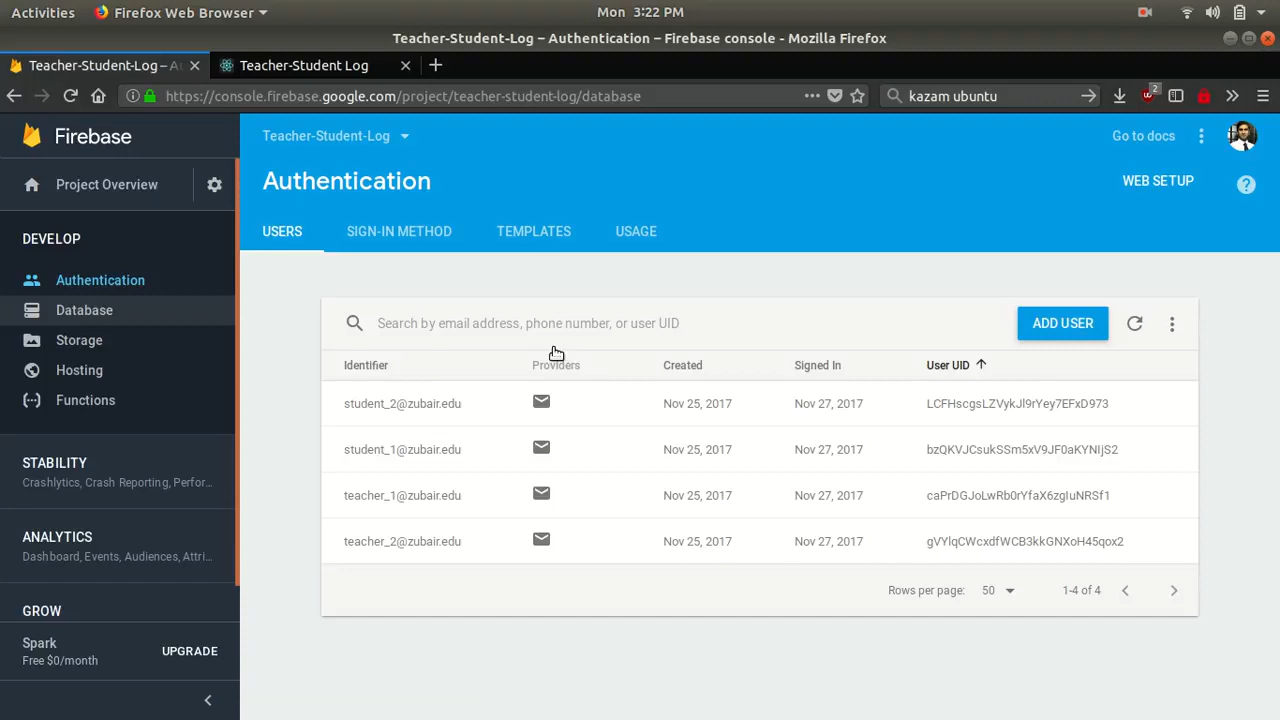 Activities Firefox Web Browser Mon 3:22 PM
Teacher-Student-Log – Authentication – Firebase console - Mozilla Firefox
Teacher-Student-Log – A Teacher-Student Log
https://console.firebase.google.com/project/teacher-student-log/database kazam ubuntu 2
Firebase
Teacher-Student-Log Go to docs
Project Overview
Authentication
WEB SETUP
USERS SIGN-IN METHOD TEMPLATES USAGE
DEVELOP
Authentication
Database
Storage
Hosting
Functions
STABILITY
Crashlytics, Crash Reporting, Perfor...
ANALYTICS
Dashboard, Events, Audiences, Attri...
GROW
Spark
Free $0/month
UPGRADE
Search by email address, phone number, or user UID ADD USER
Identifier Providers Created Signed In User UID
student_2@zubair.edu Nov 25, 2017 Nov 27, 2017 LCFHscgsLZVykJl9rYey7EFxD973
student_1@zubair.edu Nov 25, 2017 Nov 27, 2017 bzQKVJCsukSSm5xV9JF0aKYNIjS2
teacher_1@zubair.edu Nov 25, 2017 Nov 27, 2017 caPrDGJoLwRb0rYfaX6zgIuNRSf1
teacher_2@zubair.edu Nov 25, 2017 Nov 27, 2017 gVYlqCWcxdfWCB3kkGNXoH45qox2
Rows per page: 50 1-4 of 4